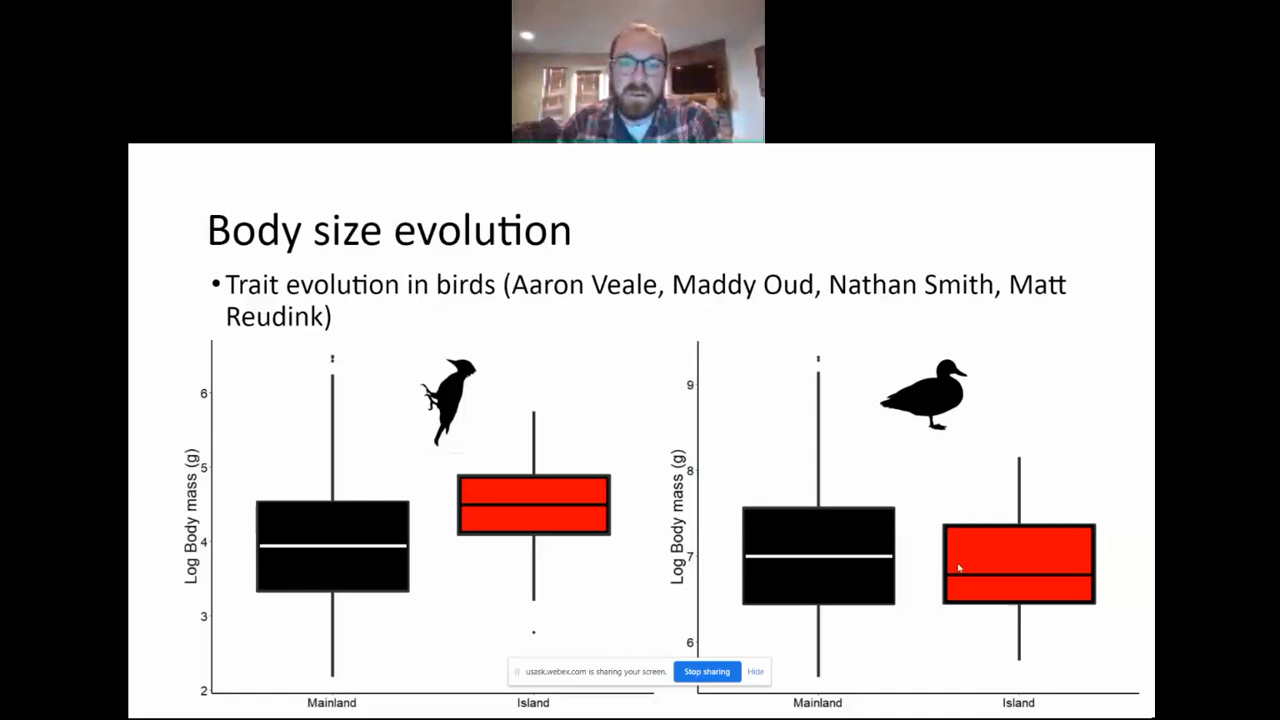 Body size evolution
• Trait evolution in birds (Aaron Veale, Maddy Oud, Nathan Smith, Matt
Reudink)
Log Body mass (g)
6
5
4
3
2
Mainland
Island
Log Body mass (g)
9
8
7
6
Mainland
Island
usask.webex.com is sharing your screen.
Stop sharing
Hide